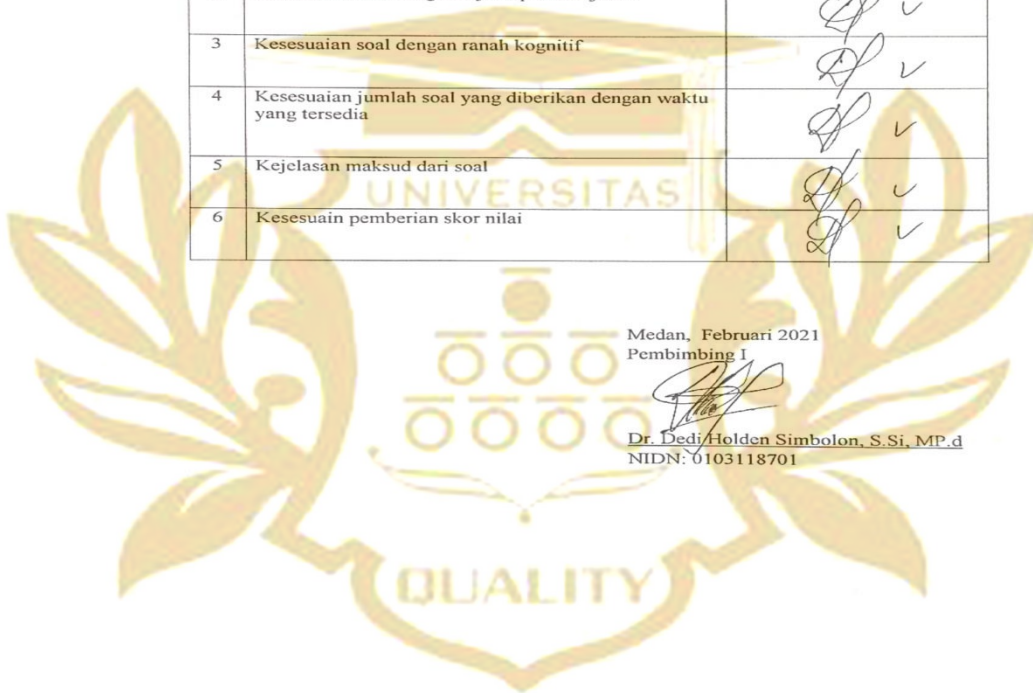 3 Kesesuaian soal dengan ranah kognitif
4 Kesesuaian jumlah soal yang diberikan dengan waktu
yang tersedia
5 Kejelasan maksud dari soal
UNIVERSITAS
6 Kesesuain pemberian skor nilai
Medan, Februari 2021
Pembimbing I
Dr. Dedi Holden Simbolon, S.Si, MP.d
NIDN: 0103118701
QUALITY